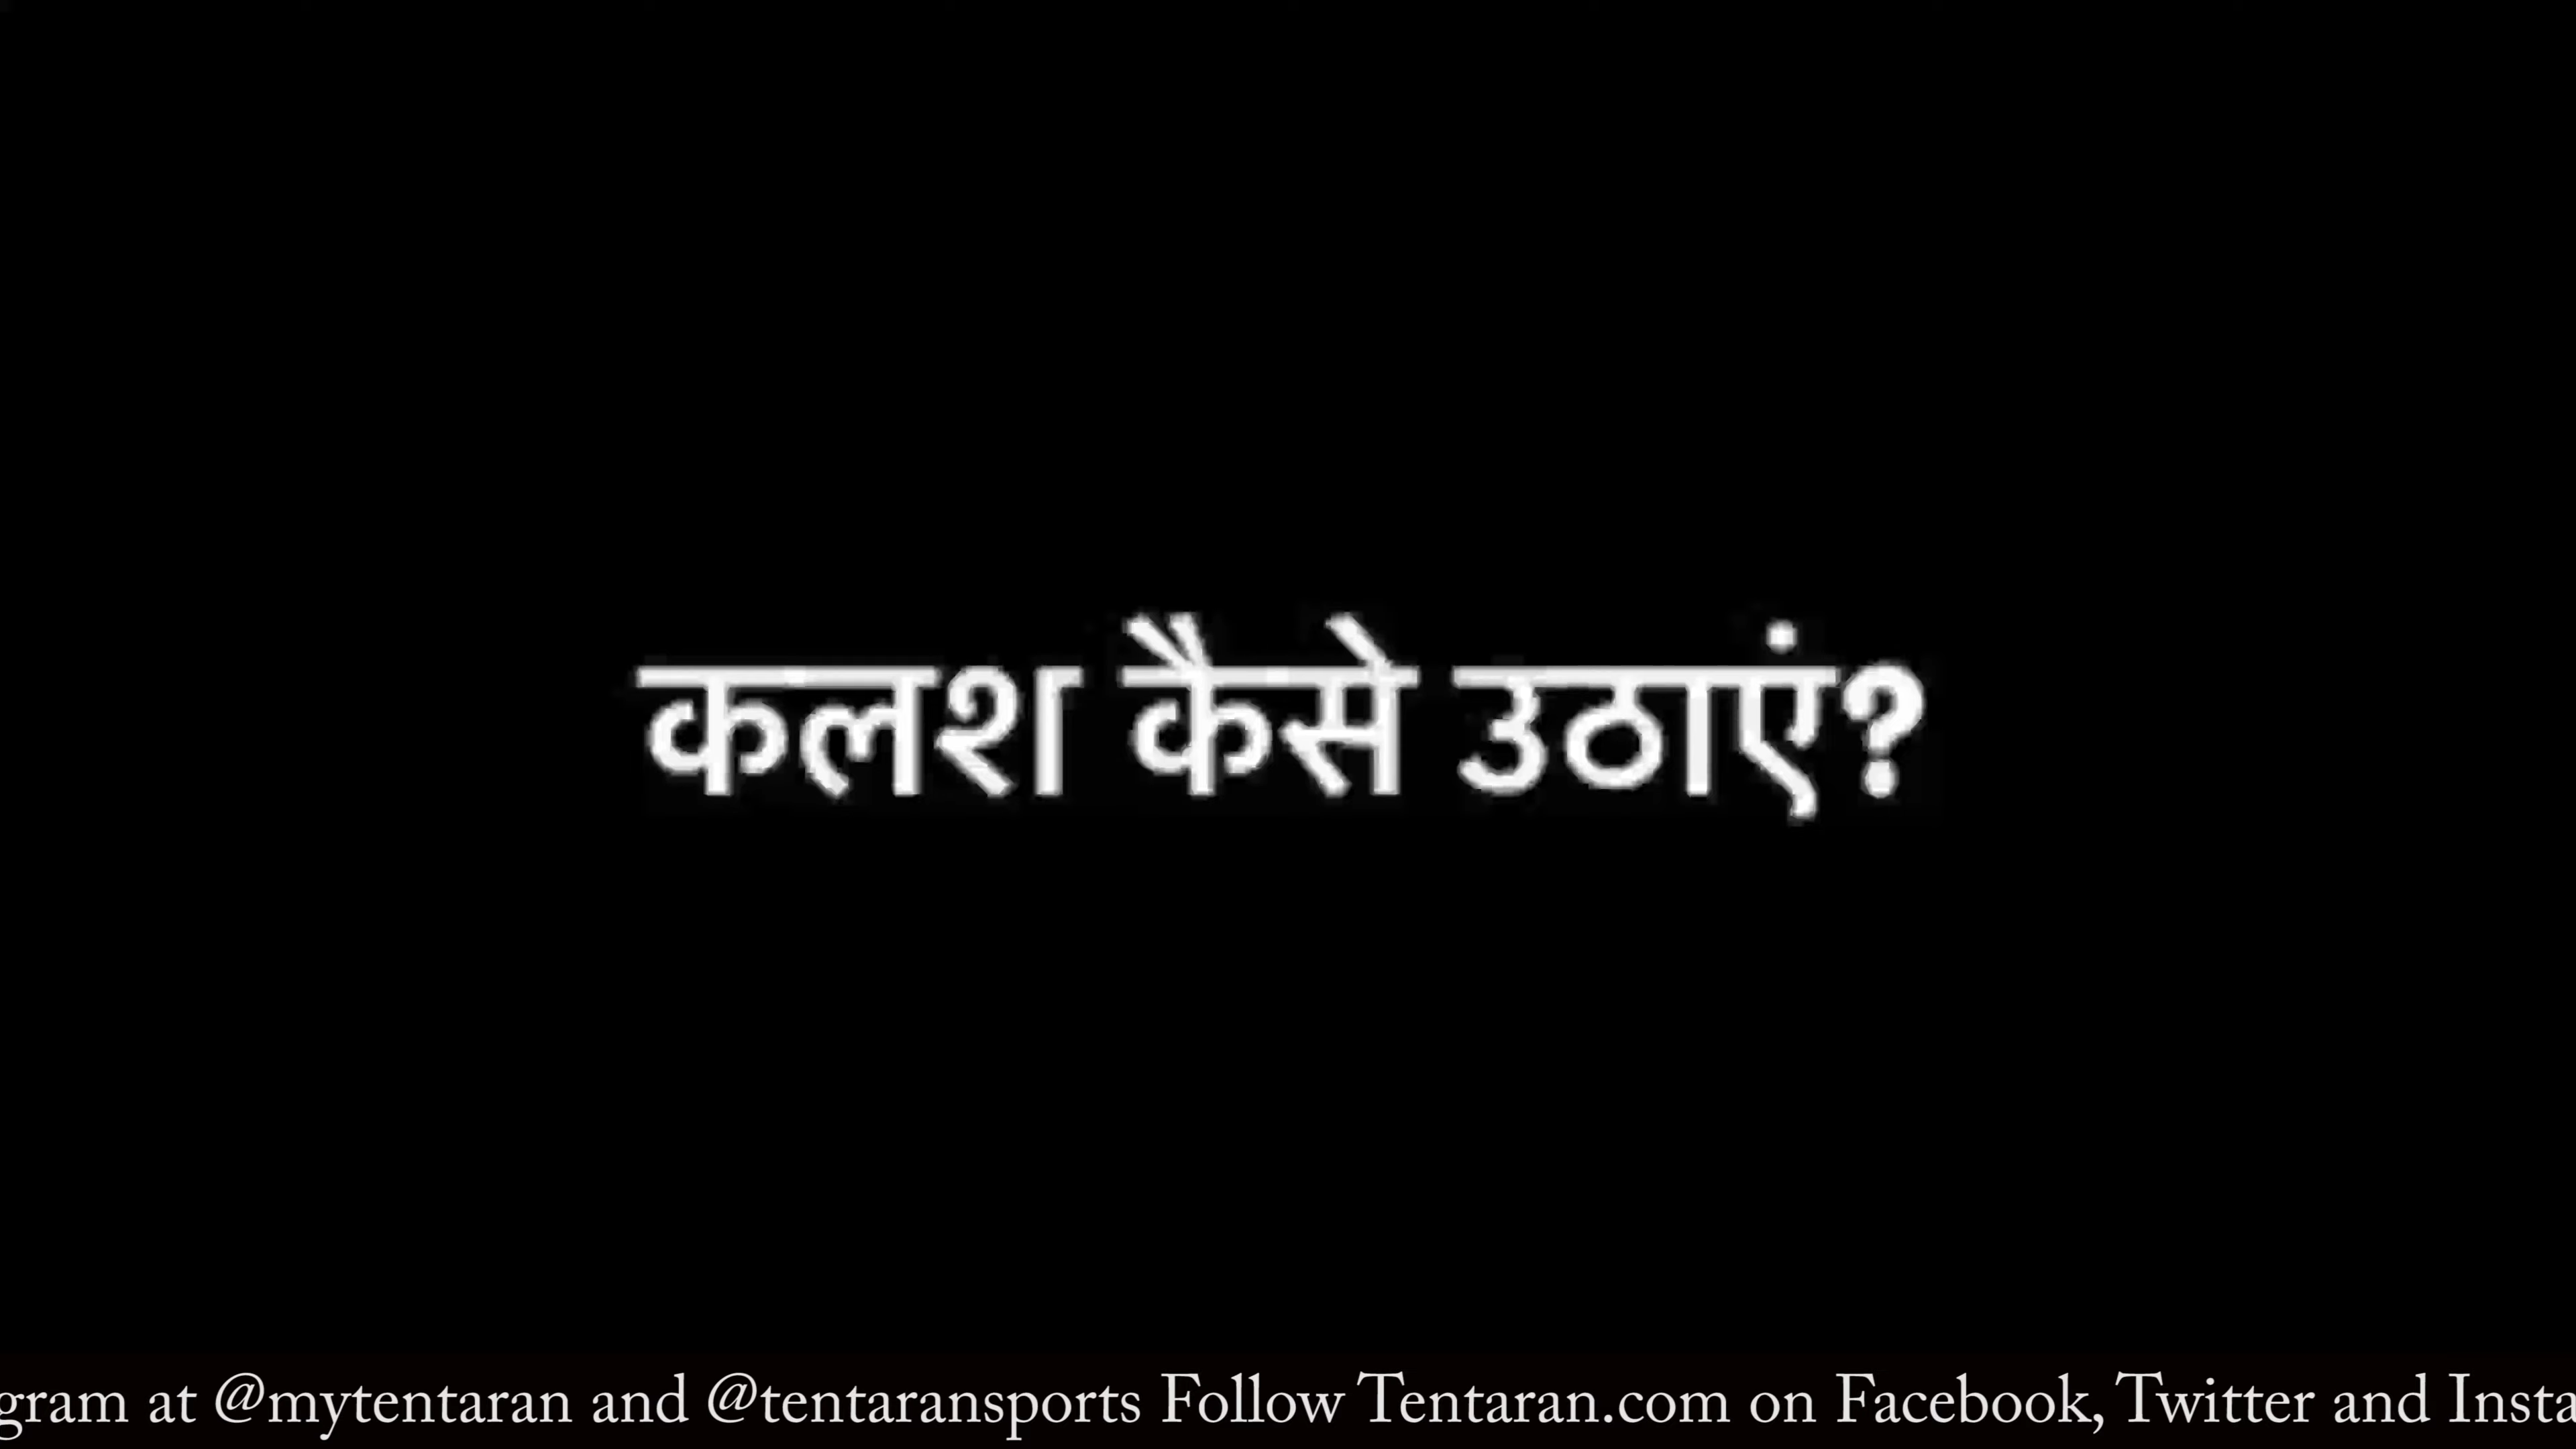 कलश कैसे उठाएं?
gram at @mytentaran and @tentaransports Follow Tentaran.com on Facebook, Twitter and Insta